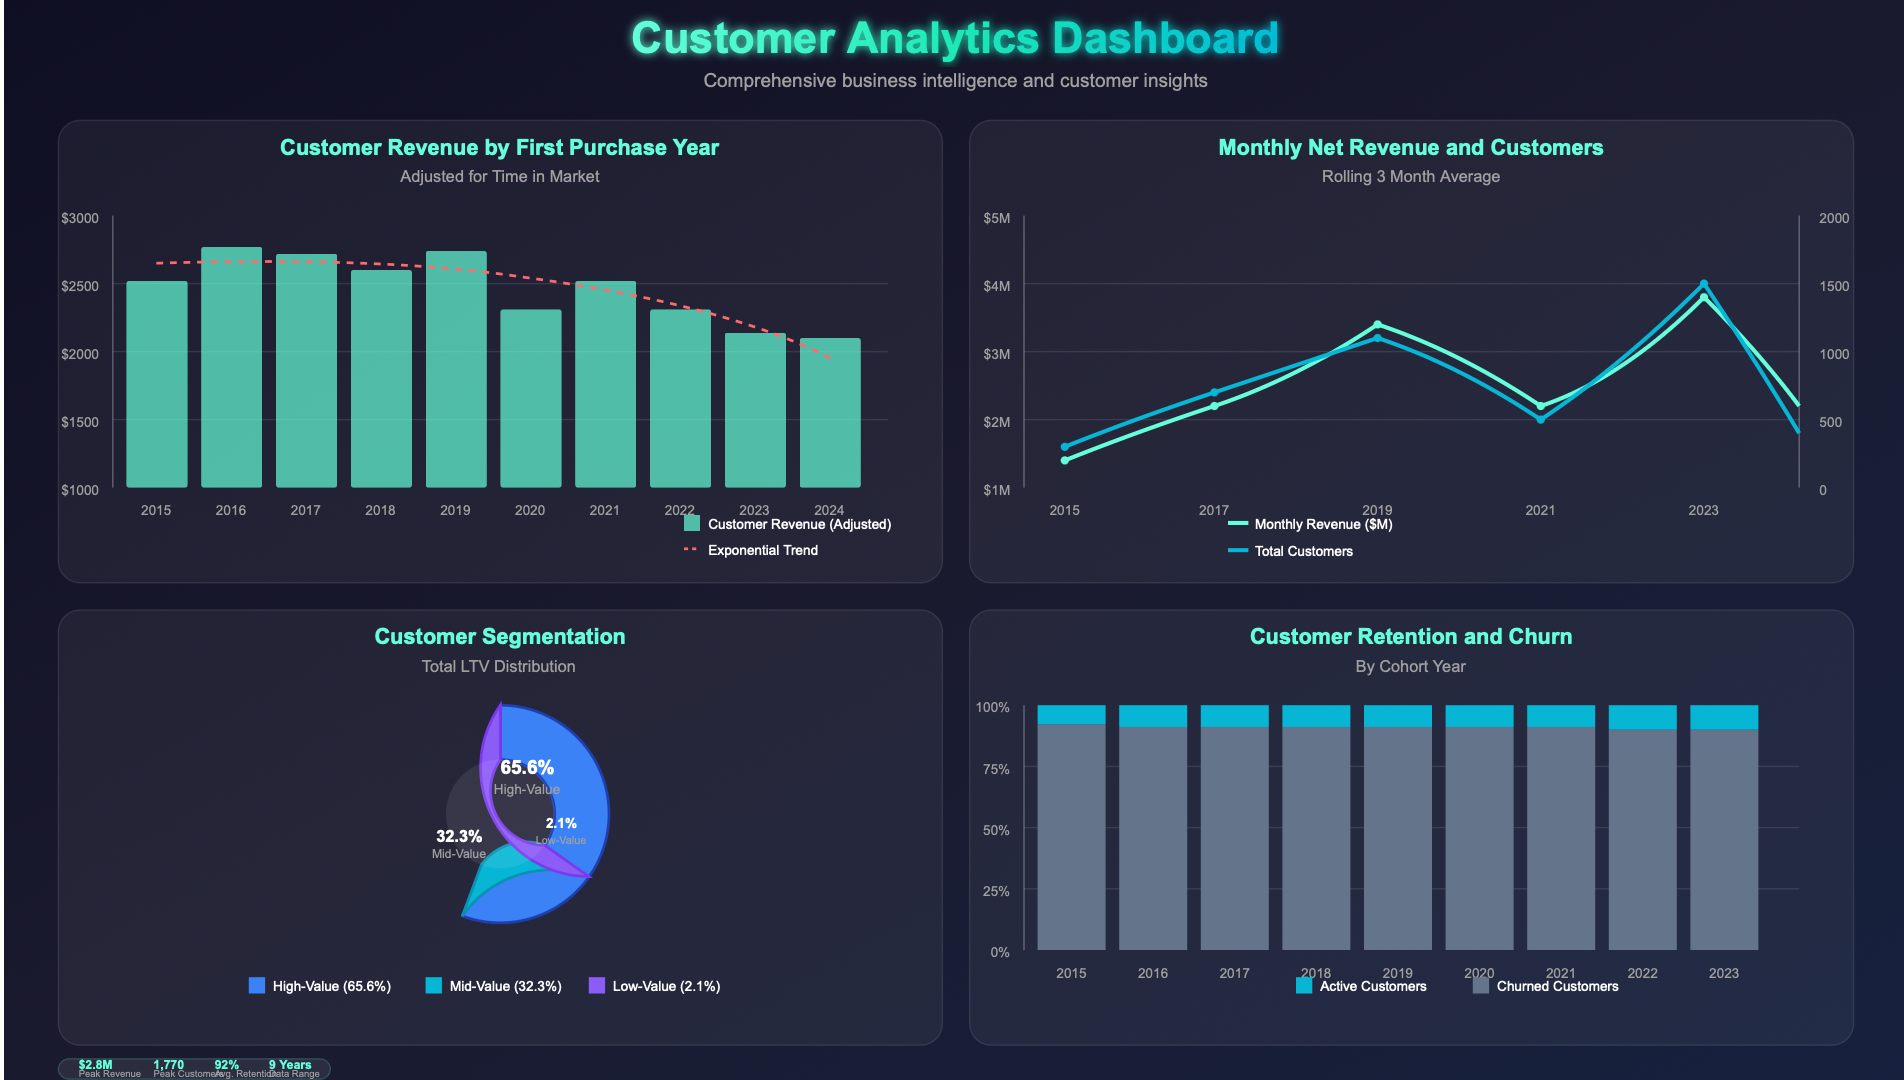 Customer Analytics Dashboard
Comprehensive business intelligence and customer insights
Customer Revenue by First Purchase Year
Adjusted for Time in Market
$3000
$2500
$2000
$1500
$1000
2015 2016 2017 2018 2019 2020 2021 2022 2023 2024
Customer Revenue (Adjusted)
Exponential Trend
Monthly Net Revenue and Customers
Rolling 3 Month Average
$5M 2000
$4M 1500
$3M 1000
$2M 500
$1M 0
2015 2017 2019 2021 2023
Monthly Revenue ($M)
Total Customers
Customer Segmentation
Total LTV Distribution
65.6%
High-Value
2.1%
Low-Value
32.3%
Mid-Value
High-Value (65.6%) Mid-Value (32.3%) Low-Value (2.1%)
Customer Retention and Churn
By Cohort Year
100%
75%
50%
25%
0%
2015 2016 2017 2018 2019 2020 2021 2022 2023
Active Customers Churned Customers
$2.8M 1,770 92% 9 Years
Peak Revenue Peak Customers Avg. Retention Data Range